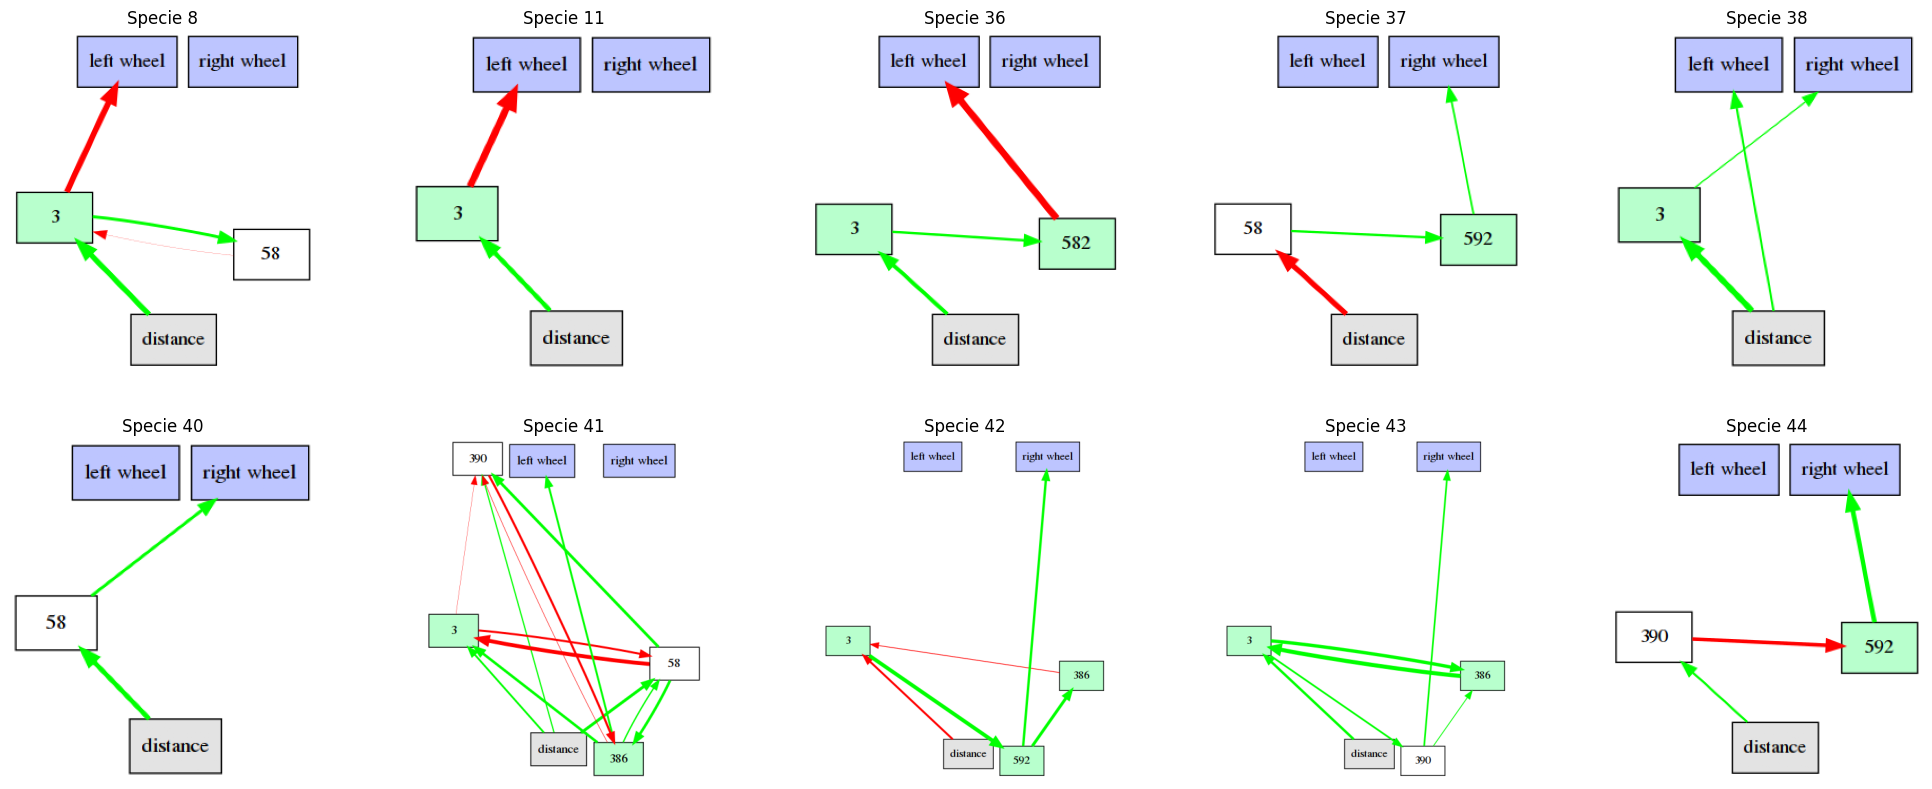 Specie 8
left wheel
right wheel
3
58
distance
Specie 11
left wheel
right wheel
3
distance
Specie 36
left wheel
right wheel
3
582
distance
Specie 37
left wheel
right wheel
58
592
distance
Specie 38
left wheel
right wheel
3
distance
Specie 40
left wheel
right wheel
58
distance
Specie 41
390
left wheel
right wheel
3
58
distance
386
Specie 42
left wheel
right wheel
3
386
distance
592
Specie 43
left wheel
right wheel
3
386
distance
390
Specie 44
left wheel
right wheel
390
592
distance